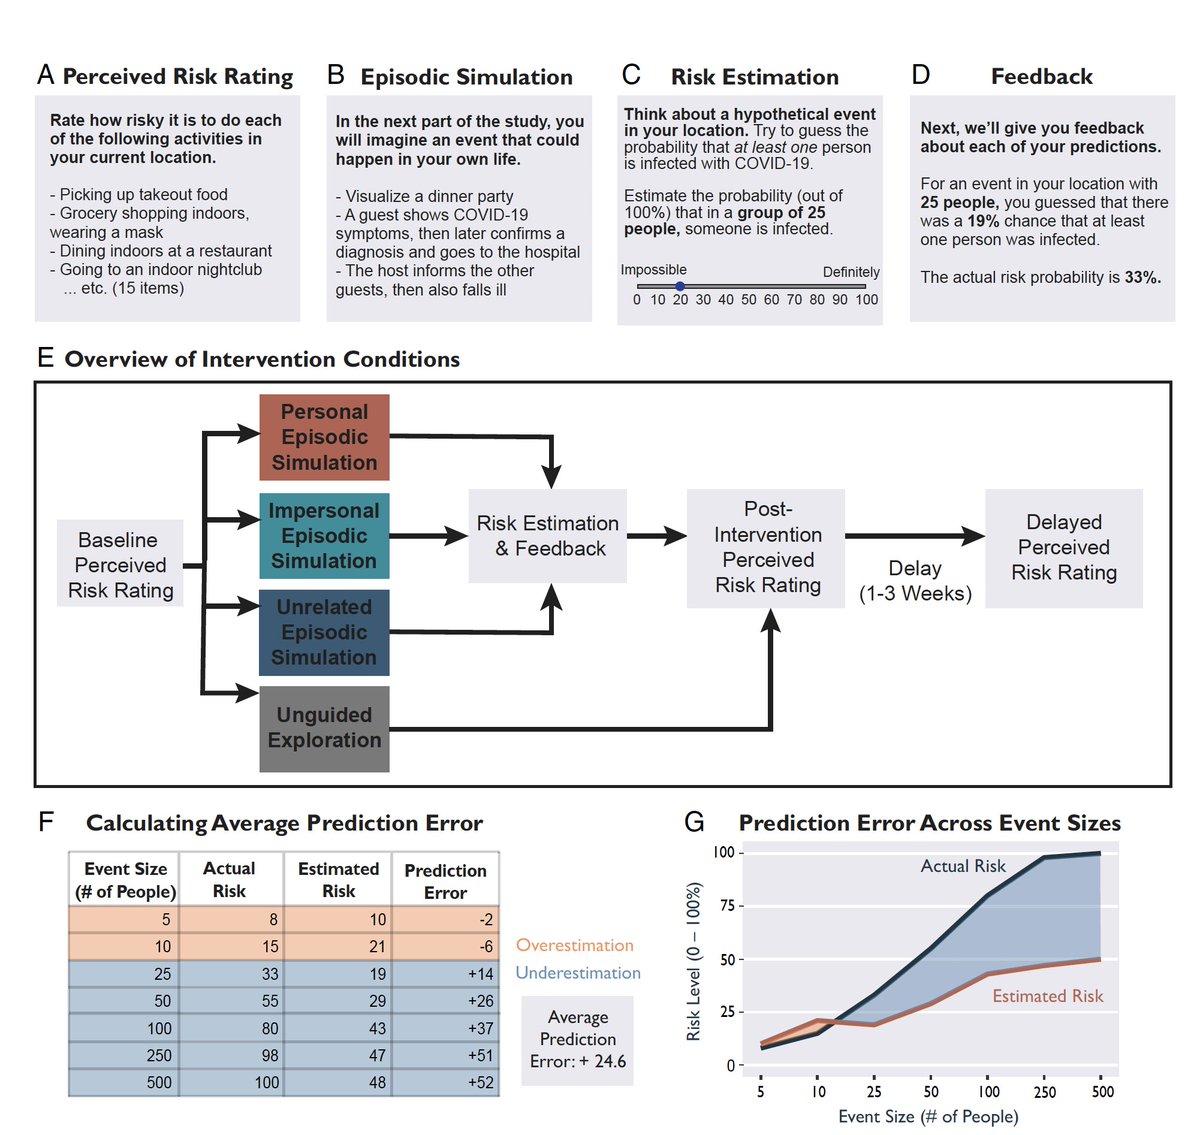 A Perceived Risk Rating
Rate how risky it is to do each
of the following activities in
your current location.
- Picking up takeout food
- Grocery shopping indoors,
wearing a mask
- Dining indoors at a restaurant
- Going to an indoor nightclub
... etc. (15 items)
B Episodic Simulation
In the next part of the study, you
will imagine an event that could
happen in your own life.
- Visualize a dinner party
- A guest shows COVID-19
symptoms, then later confirms a
diagnosis and goes to the hospital
- The host informs the other
guests, then also falls ill
C Risk Estimation
Think about a hypothetical event
in your location. Try to guess the
probability that at least one person
is infected with COVID-19.
Estimate the probability (out of
100%) that in a group of 25
people, someone is infected.
Impossible Definitely
0 10 20 30 40 50 60 70 80 90 100
D Feedback
Next, we'll give you feedback
about each of your predictions.
For an event in your location with
25 people, you guessed that there
was a 19% chance that at least
one person was infected.
The actual risk probability is 33%.
E Overview of Intervention Conditions
Baseline
Perceived
Risk Rating
Personal
Episodic
Simulation
Impersonal
Episodic
Simulation
Unrelated
Episodic
Simulation
Unguided
Exploration
Risk Estimation
& Feedback
Post-
Intervention
Perceived
Risk Rating
Delay
(1-3 Weeks)
Delayed
Perceived
Risk Rating
F Calculating Average Prediction Error
Event Size
(# of People)
Actual
Risk
Estimated
Risk
Prediction
Error
5 8 10 -2
10 15 21 -6
25 33 19 +14
50 55 29 +26
100 80 43 +37
250 98 47 +51
500 100 48 +52
Overestimation
Underestimation
Average
Prediction
Error: + 24.6
G Prediction Error Across Event Sizes
Risk Level (0 – 100%)
100
75
50
25
0
Actual Risk
Estimated Risk
5 10 25 50 100 250 500
Event Size (# of People)